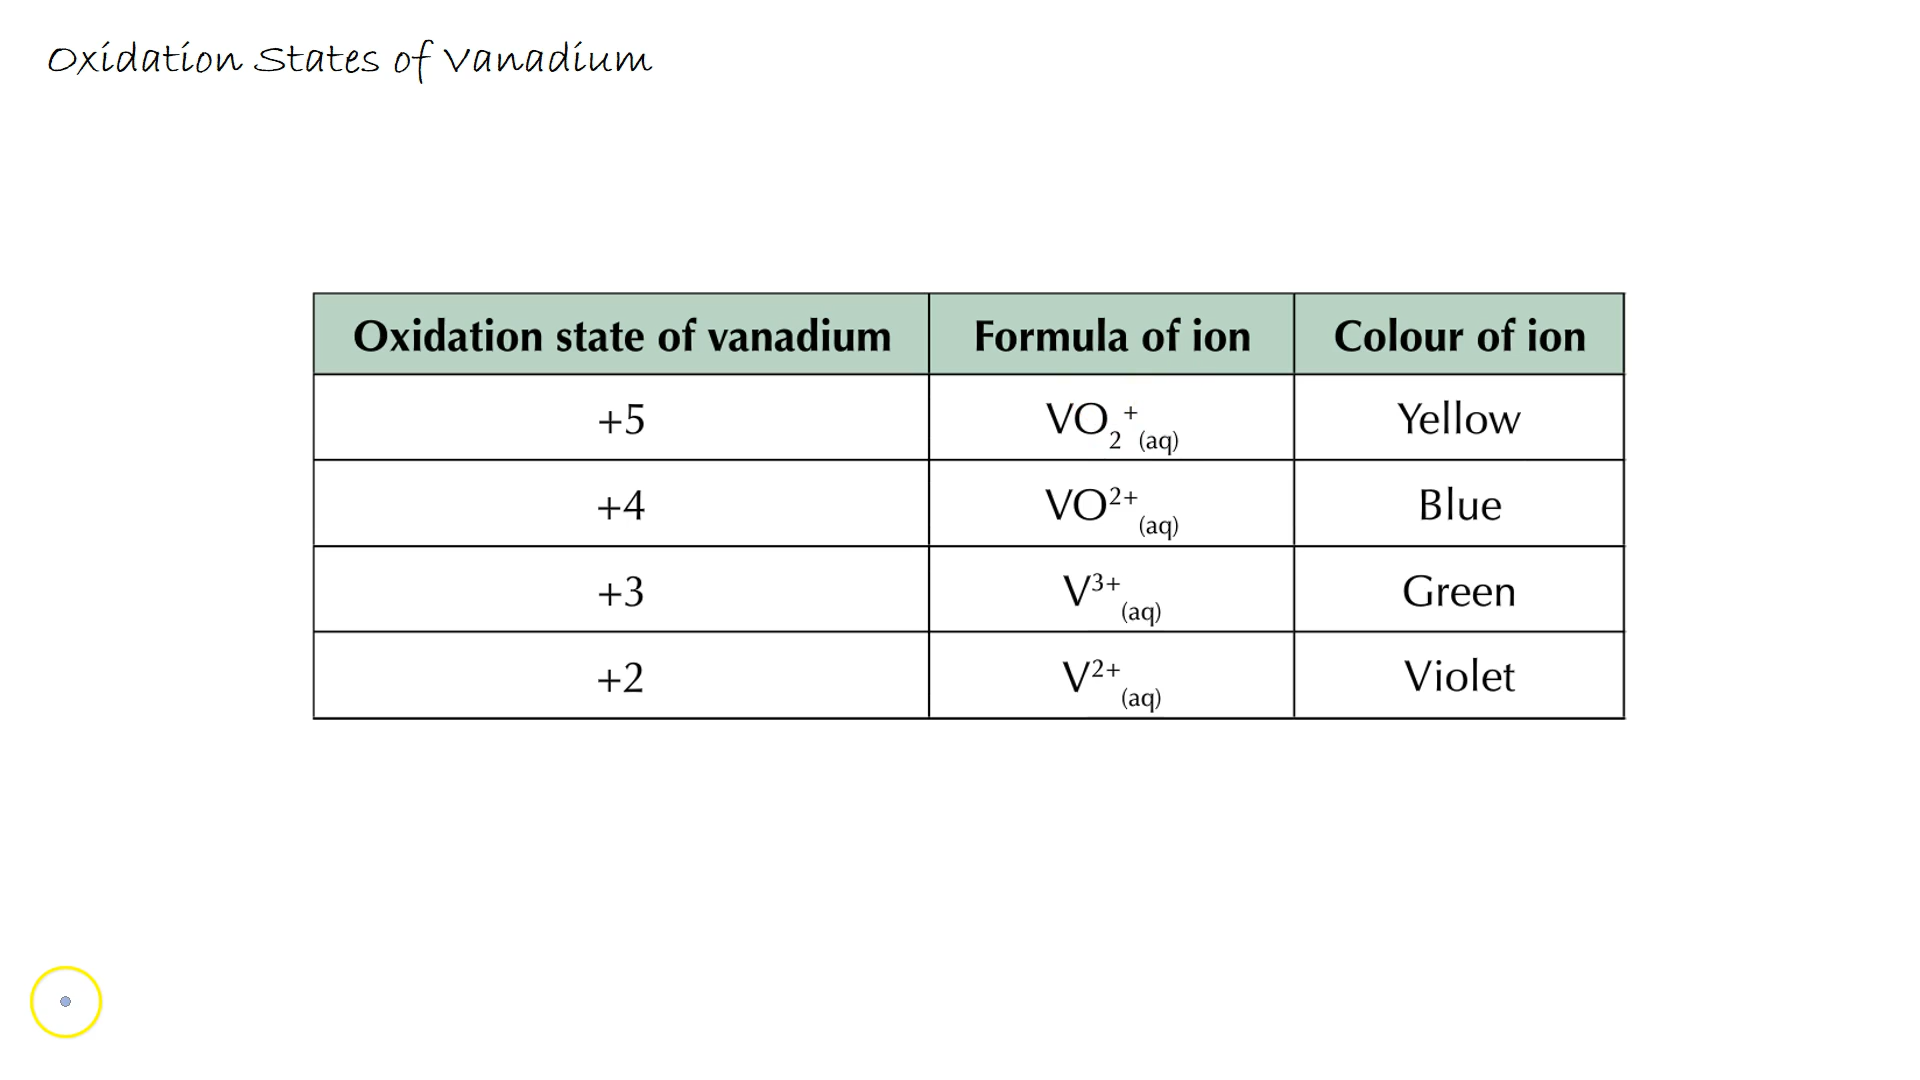 Oxidation States of Vanadium
Oxidation state of vanadium Formula of ion Colour of ion
+5 VO₂⁺(aq) Yellow
+4 VO²⁺(aq) Blue
+3 V³⁺(aq) Green
+2 V²⁺(aq) Violet